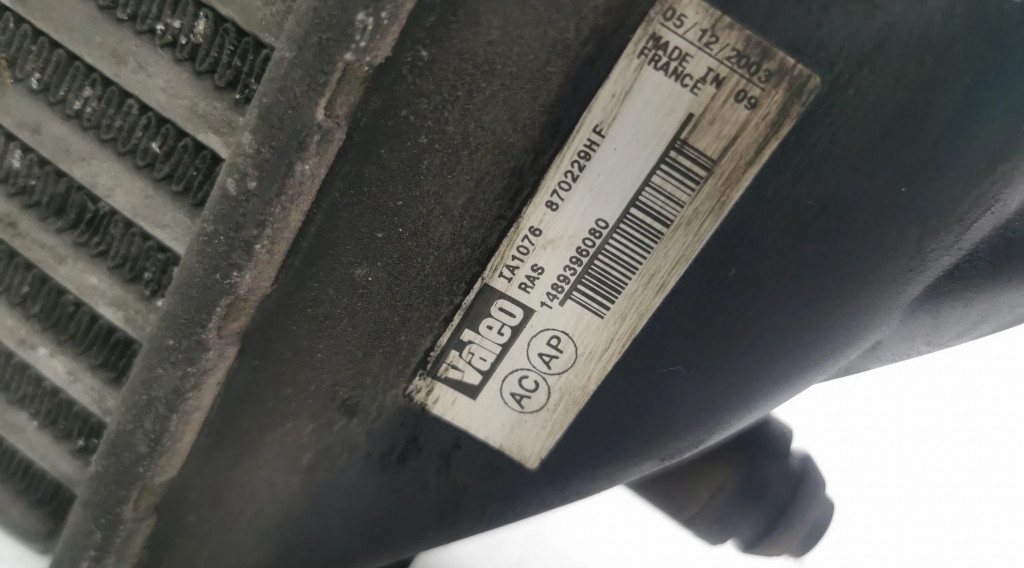 05/12/2003
MADE IN 09
FRANCE
IA1076 870229HF
RAS
1489396080
Valeo
AC AP